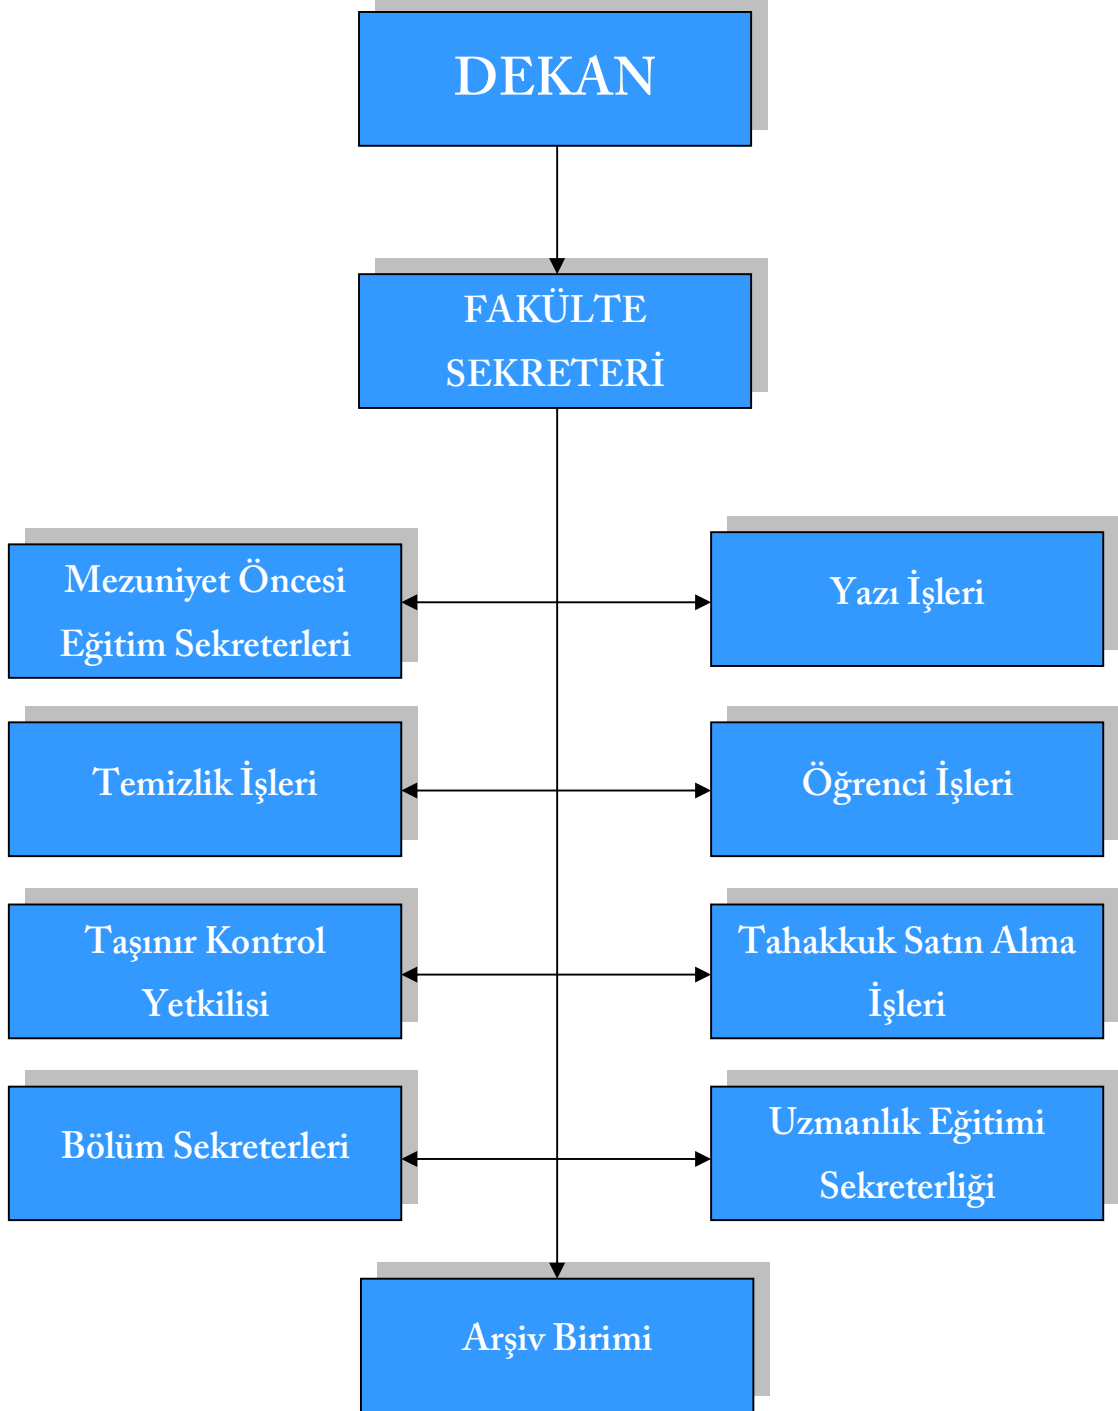 DEKAN
FAKÜLTE
SEKRETERİ
Mezuniyet Öncesi
Eğitim Sekreterleri
Yazı İşleri
Temizlik İşleri
Öğrenci İşleri
Taşınır Kontrol
Yetkilisi
Tahakkuk Satın Alma
İşleri
Bölüm Sekreterleri
Uzmanlık Eğitimi
Sekreterliği
Arşiv Birimi